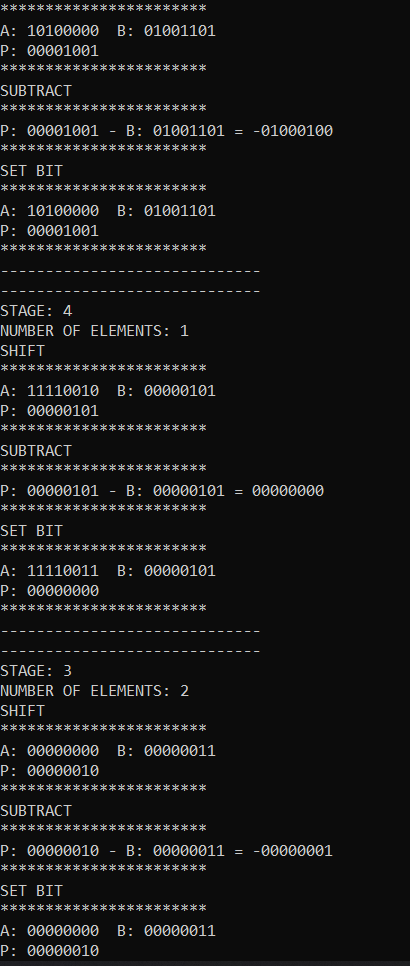 ***********************
A: 10100000  B: 01001101
P: 00001001
***********************
SUBTRACT
***********************
P: 00001001 - B: 01001101 = -01000100
***********************
SET BIT
***********************
A: 10100000  B: 01001101
P: 00001001
***********************
-----------------------------
-----------------------------
STAGE: 4
NUMBER OF ELEMENTS: 1
SHIFT
***********************
A: 11110010  B: 00000101
P: 00000101
***********************
SUBTRACT
***********************
P: 00000101 - B: 00000101 = 00000000
***********************
SET BIT
***********************
A: 11110011  B: 00000101
P: 00000000
***********************
-----------------------------
-----------------------------
STAGE: 3
NUMBER OF ELEMENTS: 2
SHIFT
***********************
A: 00000000  B: 00000011
P: 00000010
***********************
SUBTRACT
***********************
P: 00000010 - B: 00000011 = -00000001
***********************
SET BIT
***********************
A: 00000000  B: 00000011
P: 00000010